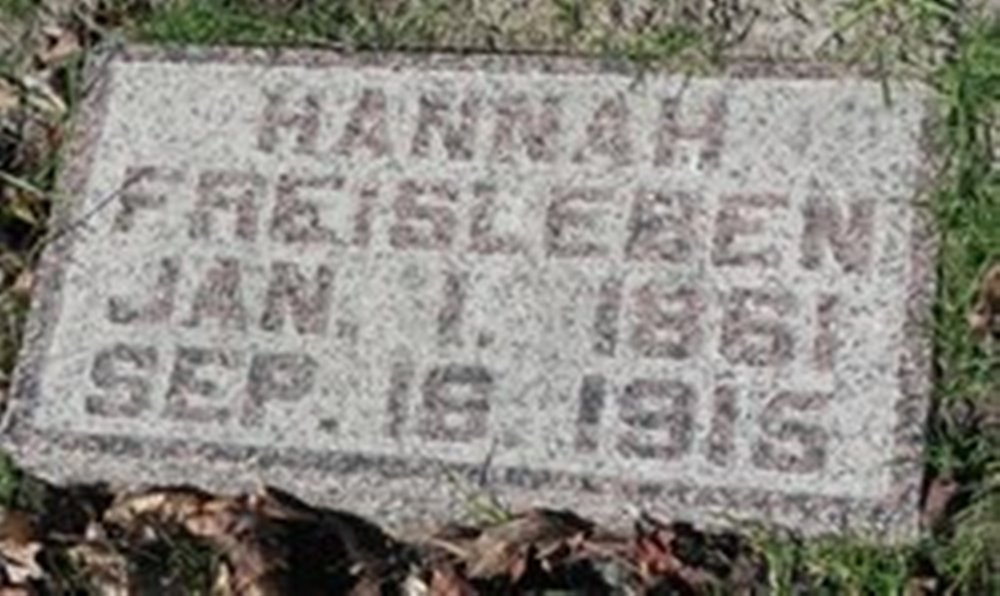 HANNAH
FREISLEBEN
JAN. 1. 1861
SEP. 16 1915